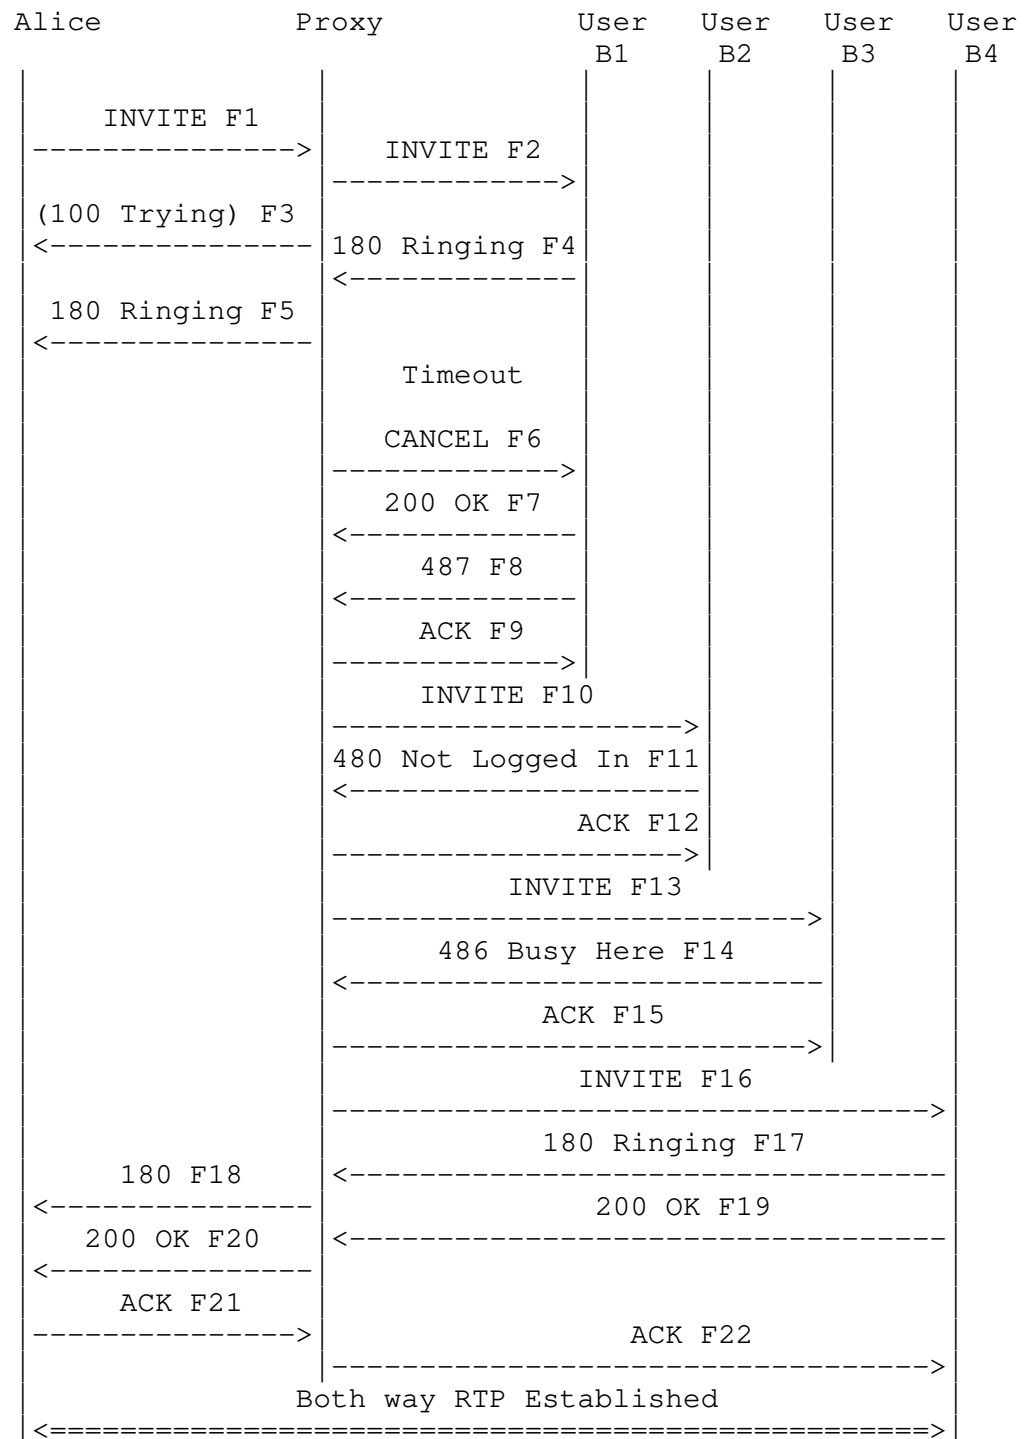 Alice Proxy User User User User
B1 B2 B3 B4
INVITE F1
INVITE F2
(100 Trying) F3
180 Ringing F4
180 Ringing F5
Timeout
CANCEL F6
200 OK F7
487 F8
ACK F9
INVITE F10
480 Not Logged In F11
ACK F12
INVITE F13
486 Busy Here F14
ACK F15
INVITE F16
180 Ringing F17
180 F18
200 OK F19
200 OK F20
ACK F21
ACK F22
Both way RTP Established